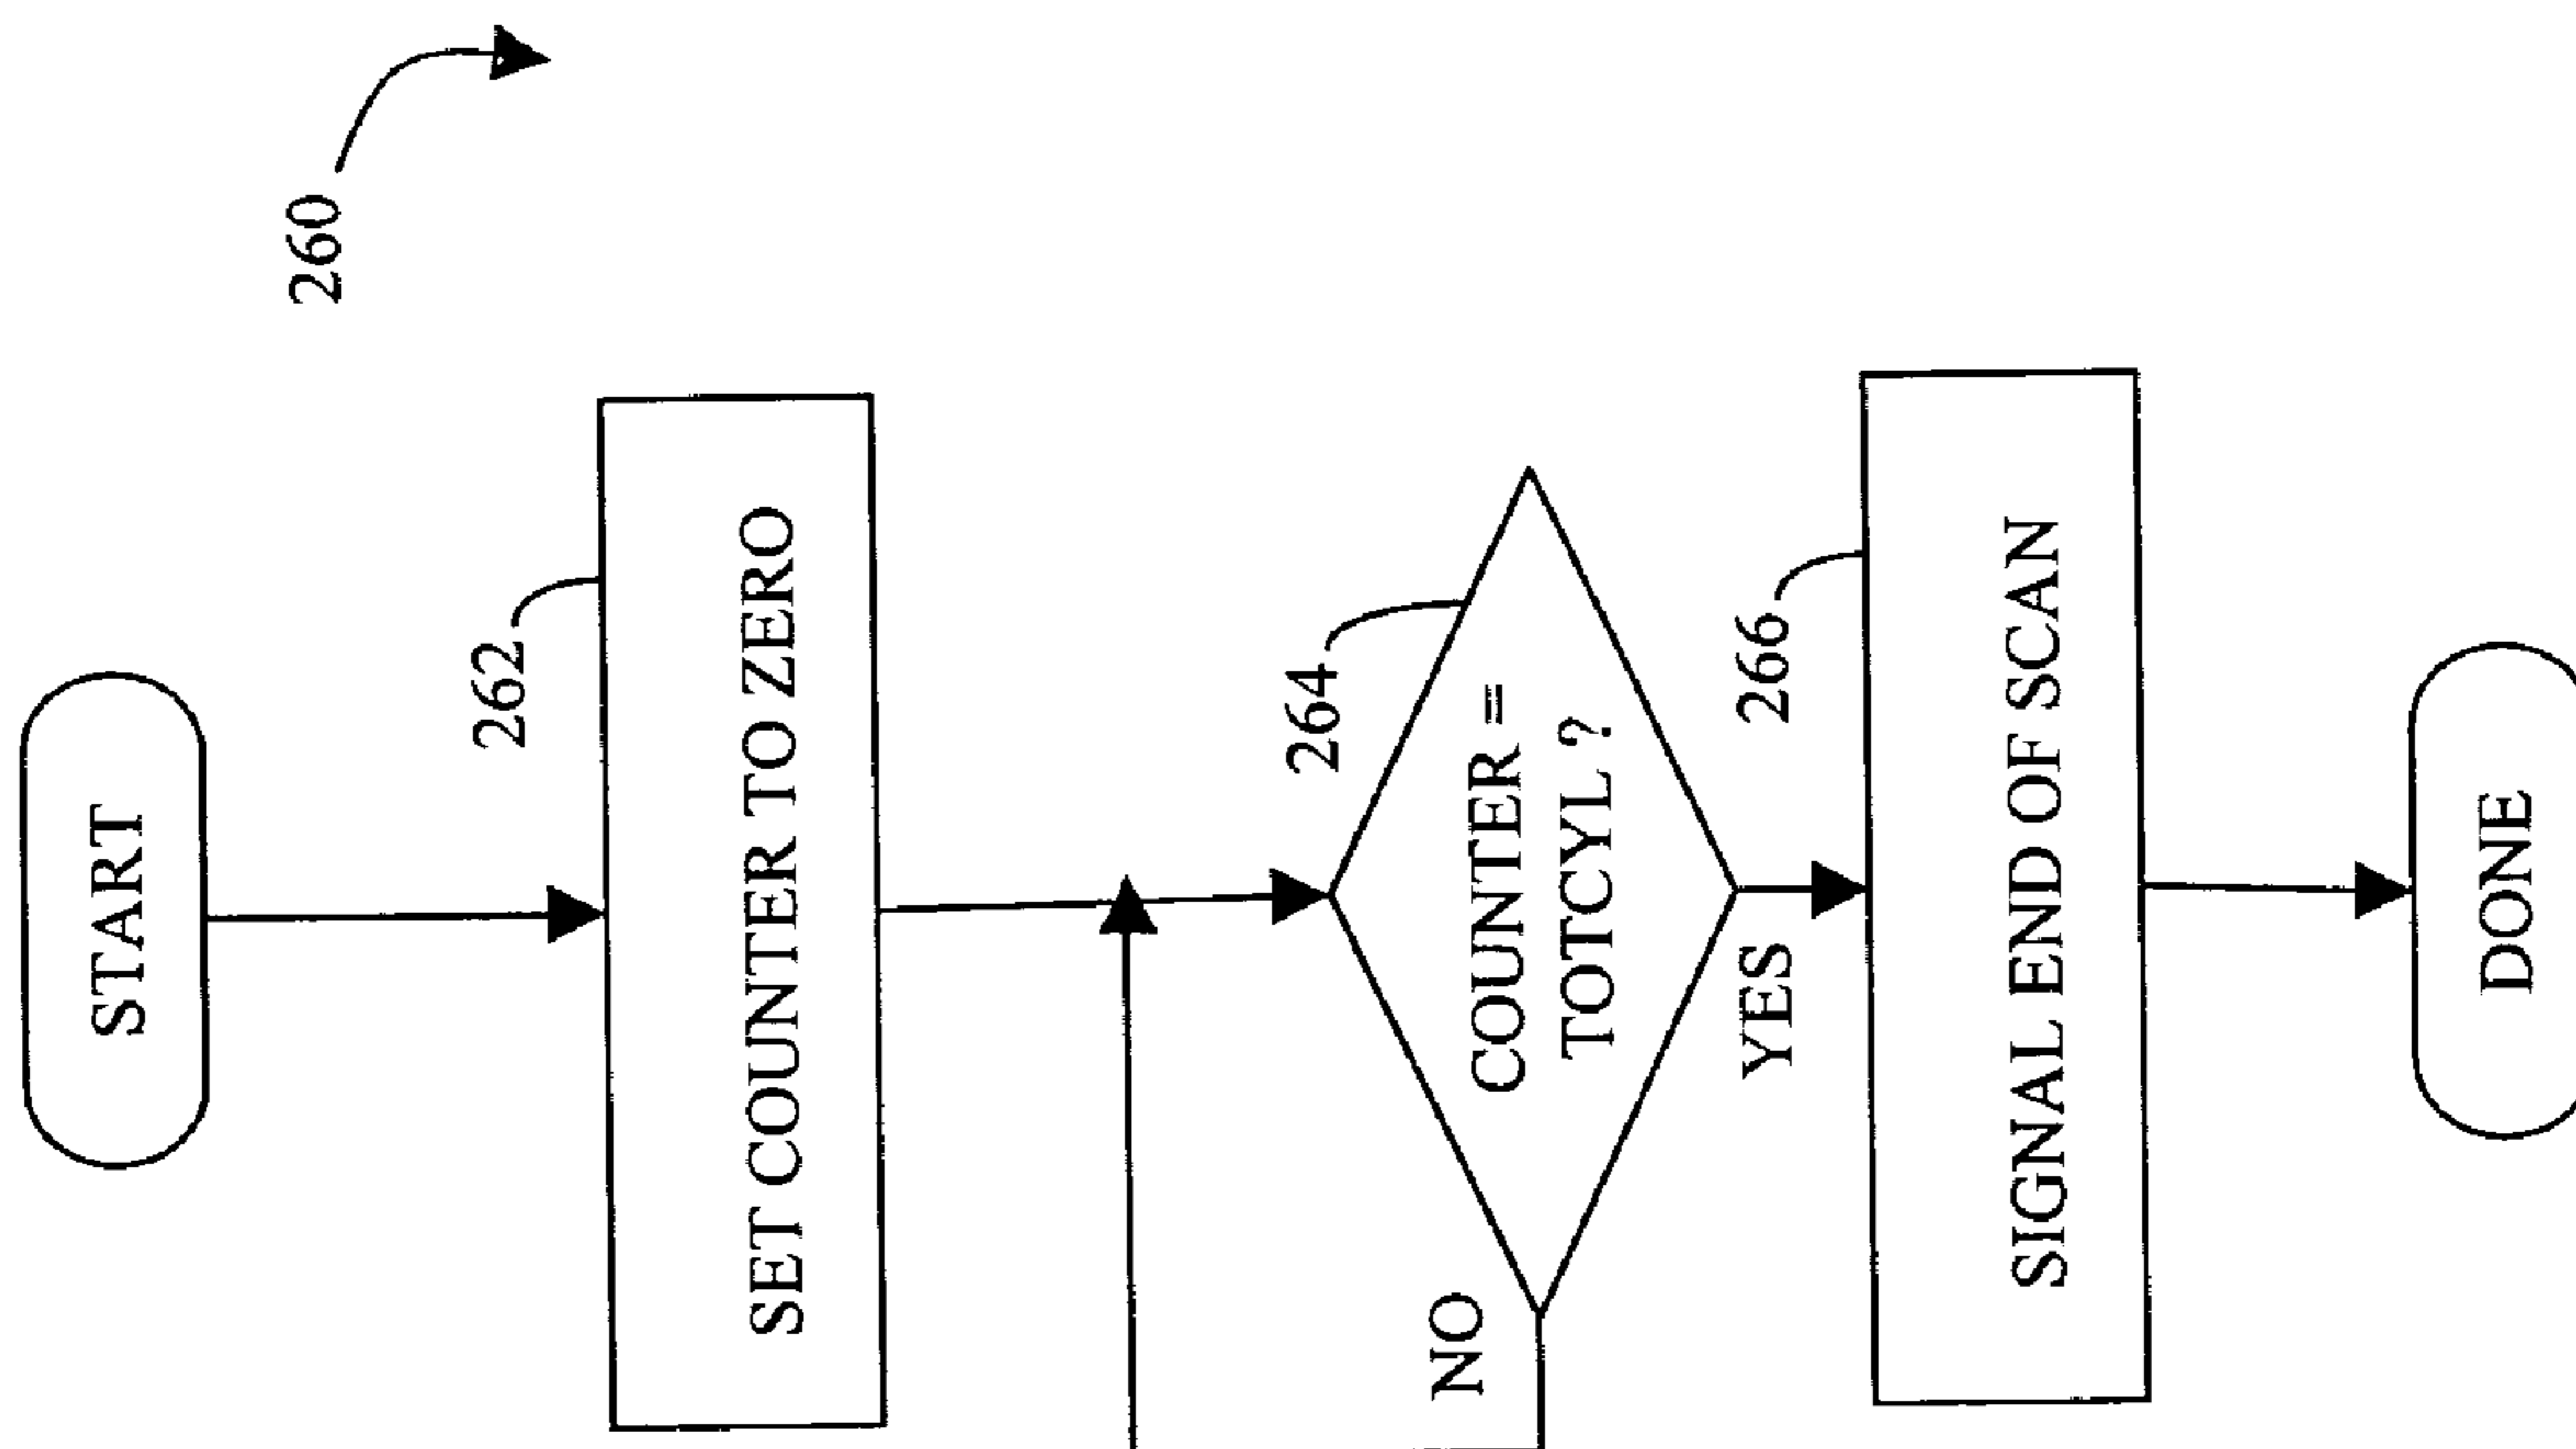 260
START
262
SET COUNTER TO ZERO
264
COUNTER =
TOTCYL ?
NO
YES
266
SIGNAL END OF SCAN
DONE